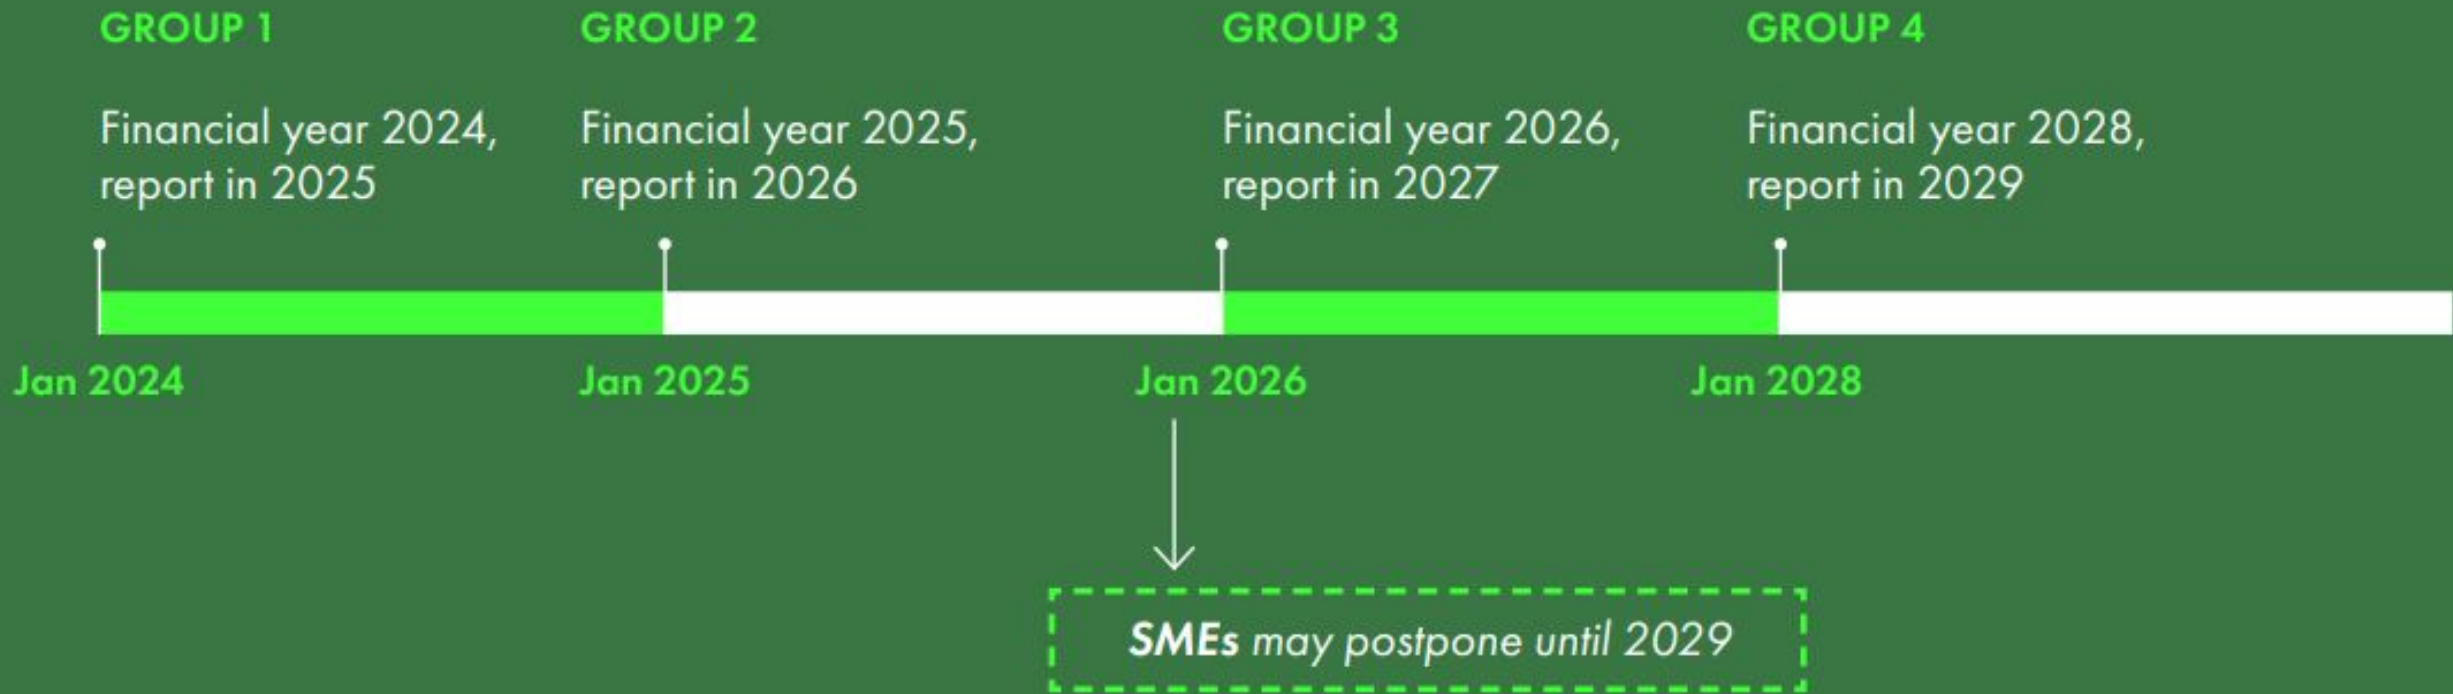 GROUP 1
Financial year 2024,
report in 2025
GROUP 2
Financial year 2025,
report in 2026
GROUP 3
Financial year 2026,
report in 2027
GROUP 4
Financial year 2028,
report in 2029
Jan 2024
Jan 2025
Jan 2026
Jan 2028
SMEs may postpone until 2029